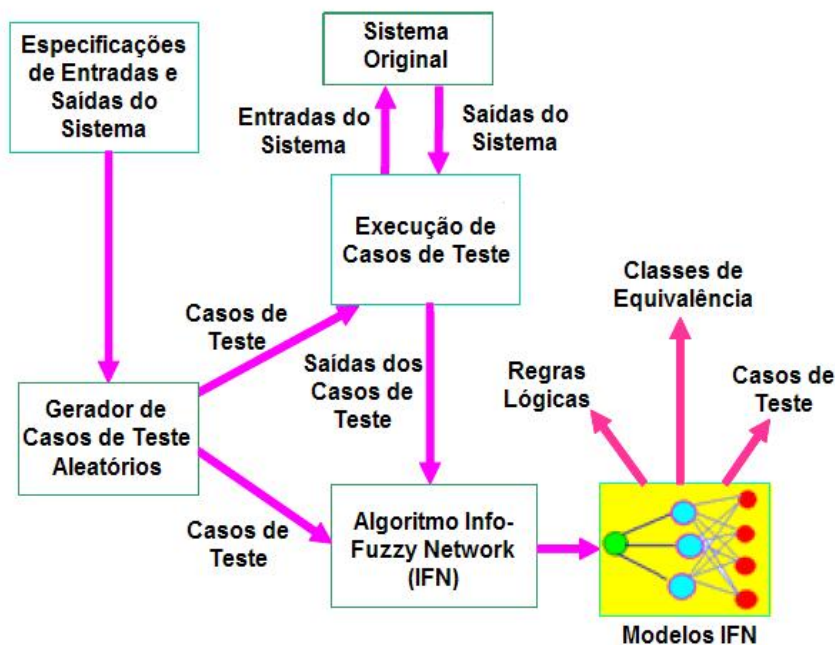 Especificações
de Entradas e
Saídas do
Sistema
Sistema
Original
Entradas do
Sistema
Saídas do
Sistema
Execução de
Casos de Teste
Casos de
Teste
Saídas dos
Casos de
Teste
Gerador de
Casos de Teste
Aleatórios
Casos de
Teste
Algoritmo Info-
Fuzzy Network
(IFN)
Regras
Lógicas
Classes de
Equivalência
Casos de
Teste
Modelos IFN